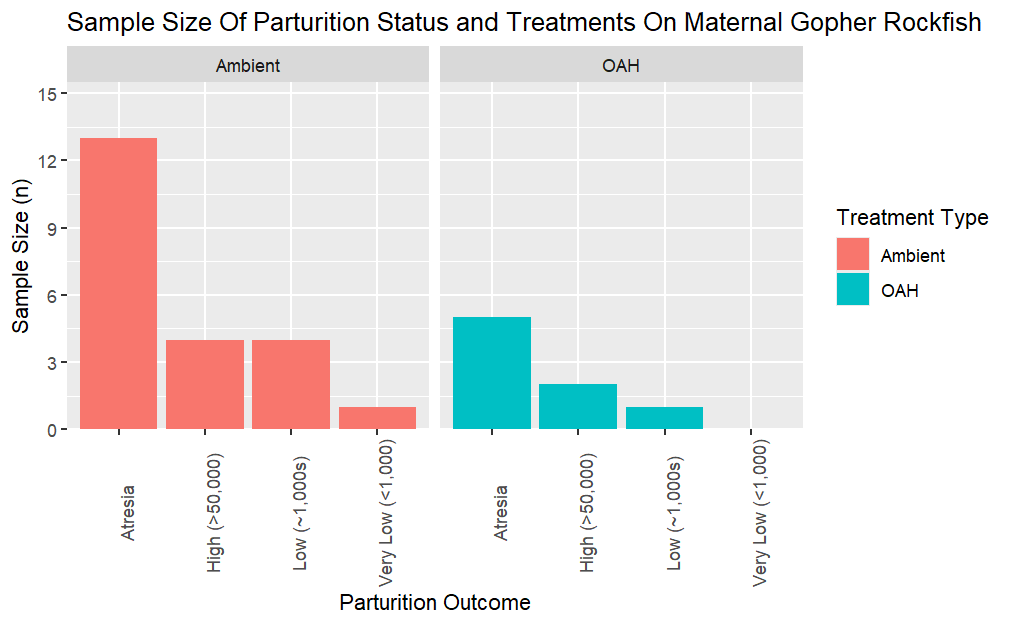 Sample Size Of Parturition Status and Treatments On Maternal Gopher Rockfish
Ambient
OAH
Sample Size (n)
15
12
9
6
3
0
Atresia
High (>50,000)
Low (~1,000s)
Very Low (<1,000)
Atresia
High (>50,000)
Low (~1,000s)
Very Low (<1,000)
Parturition Outcome
Treatment Type
Ambient
OAH